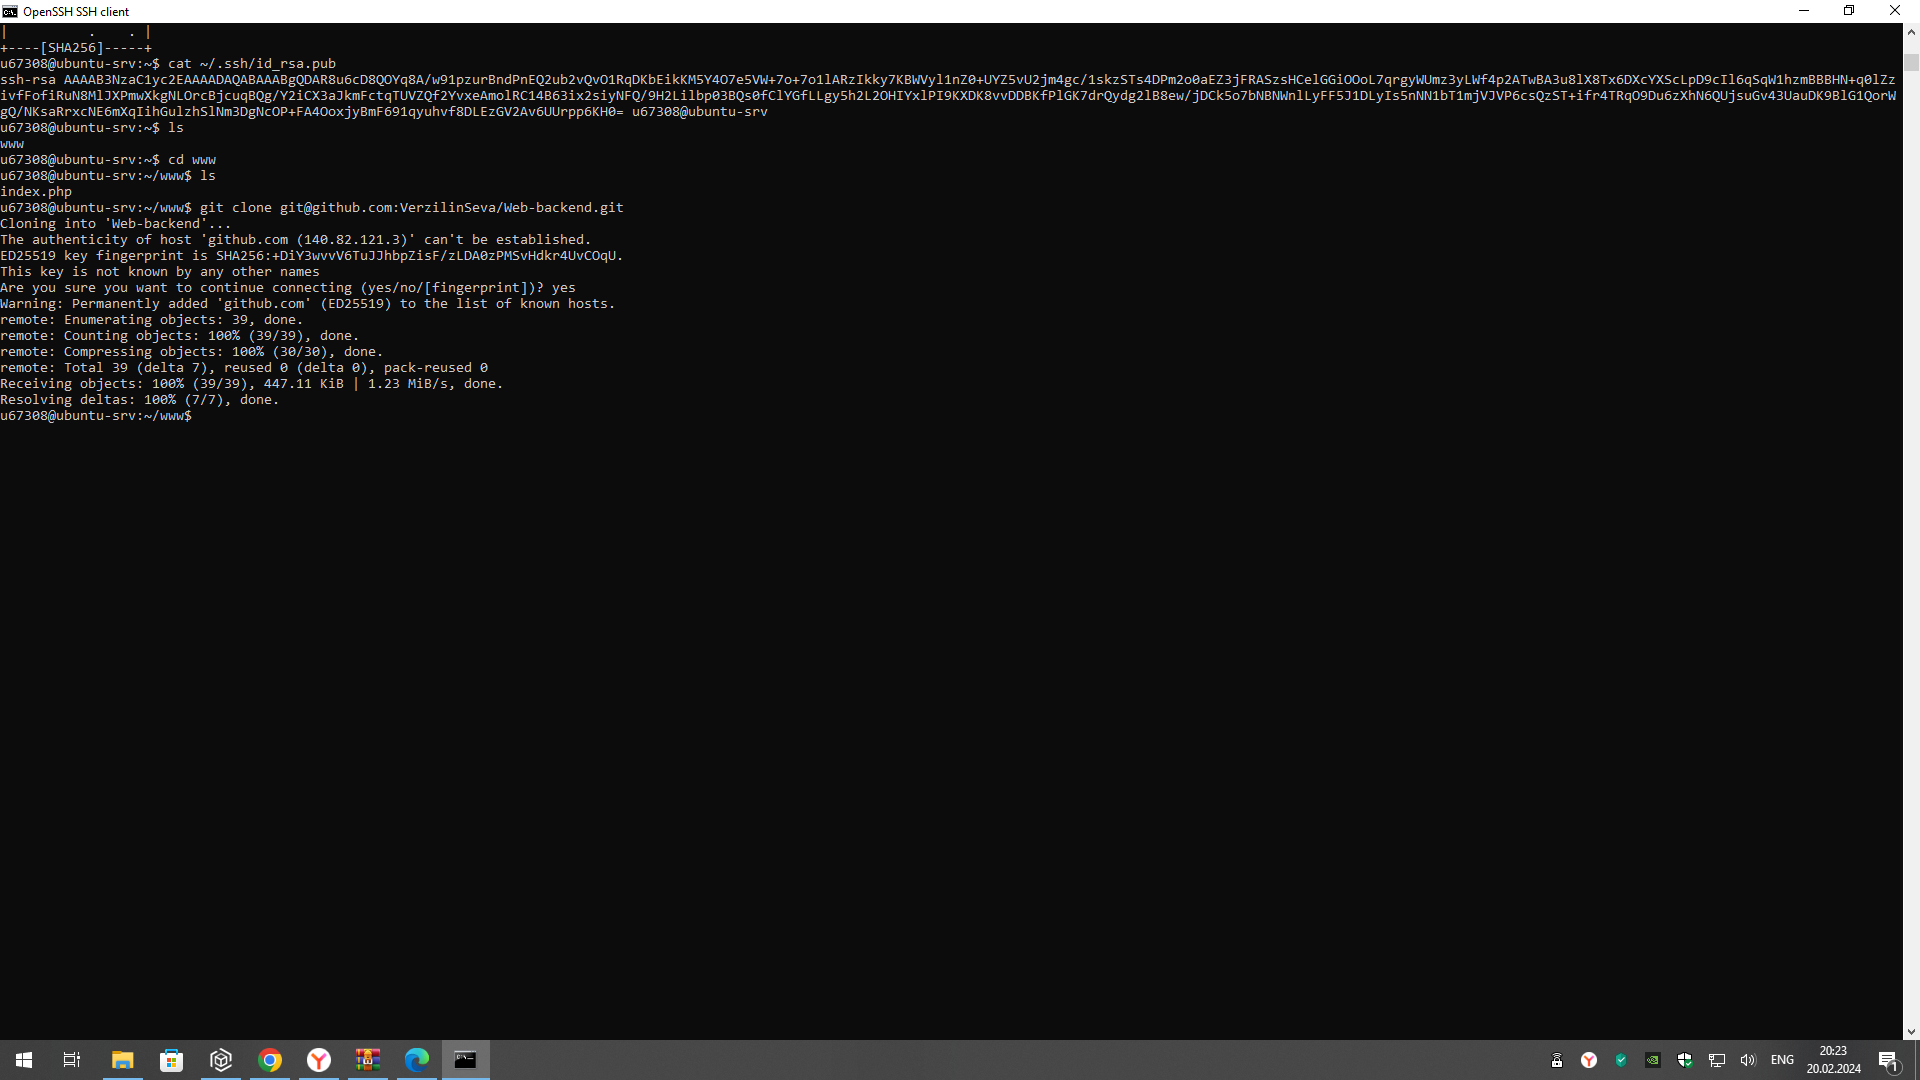 OpenSSH SSH client
|          .    . |
+----[SHA256]-----+
u67308@ubuntu-srv:~$ cat ~/.ssh/id_rsa.pub
ssh-rsa AAAAB3NzaC1yc2EAAAADAQABAAABgQDAR8u6cD8QOYq8A/w91pzurBndPnEQ2ub2vQvO1RqDKbEikKM5Y4O7e5VW+7o+7o1lARzIkky7KBWVyl1nZ0+UYZ5vU2jm4gc/1skzSTs4DPm2o0aEZ3jFRASzsHCelGGiOOoL7qrgyWUmz3yLWf4p2ATwBA3u8lX8Tx6DXcYXScLpD9cIl6qSqW1hzmBBBHN+q0lZz
ivfFofiRuN8MlJXPmwXkgNLOrcBjcuqBQg/Y2iCX3aJkmFctqTUVZQf2YvxeAmolRC14B63ix2siyNFQ/9H2Lilbp03BQs0fClYGfLLgy5h2L2OHIYxlPI9KXDK8vvDDBKfPlGK7drQydg2lB8ew/jDCk5o7bNBNWnlLyFF5J1DLyIs5nNN1bT1mjVJVP6csQzST+ifr4TRqO9Du6zXhN6QUjsuGv43UauDK9BlG1QorW
gQ/NKsaRrxcNE6mXqIihGulzhSlNm3DgNcOP+FA4OoxjyBmF691qyuhvf8DLEzGV2Av6UUrpp6KH0= u67308@ubuntu-srv
u67308@ubuntu-srv:~$ ls
www
u67308@ubuntu-srv:~$ cd www
u67308@ubuntu-srv:~/www$ ls
index.php
u67308@ubuntu-srv:~/www$ git clone git@github.com:VerzilinSeva/Web-backend.git
Cloning into 'Web-backend'...
The authenticity of host 'github.com (140.82.121.3)' can't be established.
ED25519 key fingerprint is SHA256:+DiY3wvvV6TuJJhbpZisF/zLDA0zPMSvHdkr4UvCOqU.
This key is not known by any other names
Are you sure you want to continue connecting (yes/no/[fingerprint])? yes
Warning: Permanently added 'github.com' (ED25519) to the list of known hosts.
remote: Enumerating objects: 39, done.
remote: Counting objects: 100% (39/39), done.
remote: Compressing objects: 100% (30/30), done.
remote: Total 39 (delta 7), reused 0 (delta 0), pack-reused 0
Receiving objects: 100% (39/39), 447.11 KiB | 1.23 MiB/s, done.
Resolving deltas: 100% (7/7), done.
u67308@ubuntu-srv:~/www$
ENG
20:23
20.02.2024
1